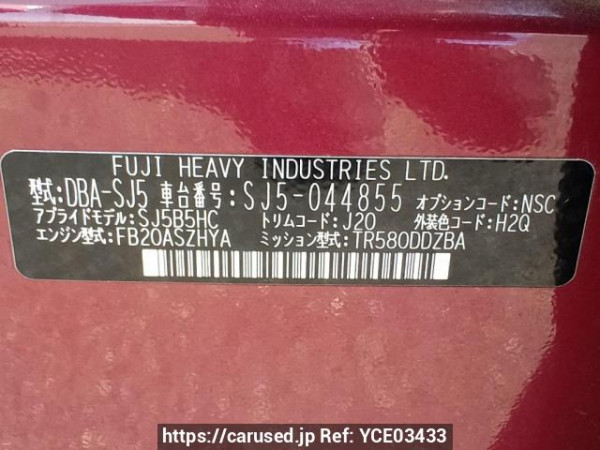 FUJI HEAVY INDUSTRIES LTD.
型式:DBA-SJ5 車台番号:SJ5-044855 オプションコード:NSC
アプライドモデル:SJ5B5HC トリムコード:J20 外装色コード:H2Q
エンジン型式:FB20ASZHYA ミッション型式:TR580DDZBA
https://carused.jp Ref: YCE03433